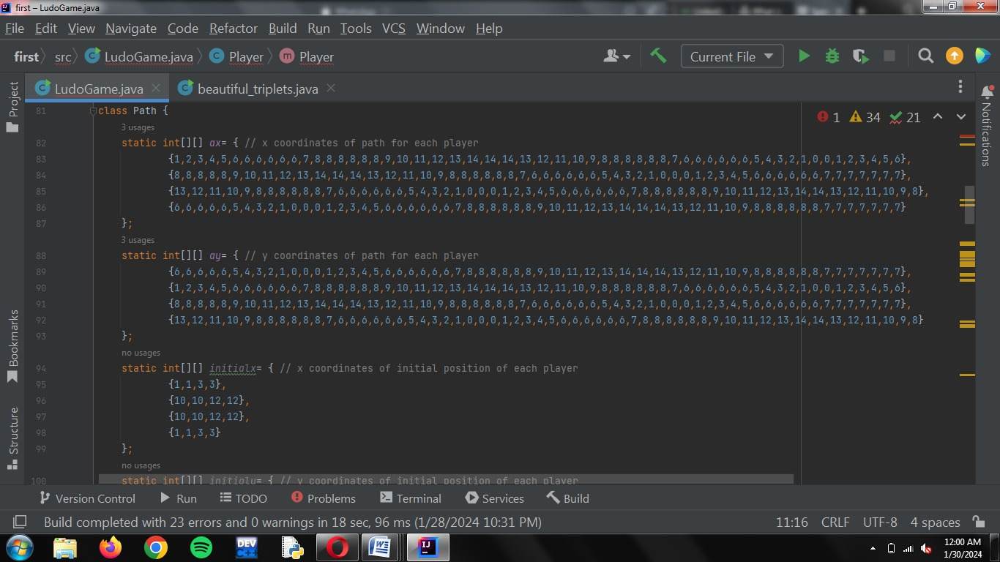 first – LudoGame.java
File Edit View Navigate Code Refactor Build Run Tools VCS Window Help
first src LudoGame.java Player Player Current File
Project LudoGame.java beautiful_triplets.java Notifications
81 class Path { 1 34 21
3 usages
82 static int[][] ax= { // x coordinates of path for each player
83 {1,2,3,4,5,6,6,6,6,6,6,7,8,8,8,8,8,8,9,10,11,12,13,14,14,14,13,12,11,10,9,8,8,8,8,8,8,7,6,6,6,6,6,6,5,4,3,2,1,0,0,1,2,3,4,5,6},
84 {8,8,8,8,8,9,10,11,12,13,14,14,14,13,12,11,10,9,8,8,8,8,8,8,7,6,6,6,6,6,6,5,4,3,2,1,0,0,0,1,2,3,4,5,6,6,6,6,6,6,7,7,7,7,7,7,7},
85 {13,12,11,10,9,8,8,8,8,8,8,7,6,6,6,6,6,6,5,4,3,2,1,0,0,0,1,2,3,4,5,6,6,6,6,6,6,7,8,8,8,8,8,8,9,10,11,12,13,14,14,13,12,11,10,9,8},
86 {6,6,6,6,6,5,4,3,2,1,0,0,0,1,2,3,4,5,6,6,6,6,6,6,7,8,8,8,8,8,8,9,10,11,12,13,14,14,14,13,12,11,10,9,8,8,8,8,8,8,7,7,7,7,7,7,7}
87 };
3 usages
88 static int[][] ay= { // y coordinates of path for each player
89 {6,6,6,6,6,5,4,3,2,1,0,0,0,1,2,3,4,5,6,6,6,6,6,6,7,8,8,8,8,8,8,9,10,11,12,13,14,14,14,13,12,11,10,9,8,8,8,8,8,8,7,7,7,7,7,7,7},
90 {1,2,3,4,5,6,6,6,6,6,6,7,8,8,8,8,8,8,9,10,11,12,13,14,14,14,13,12,11,10,9,8,8,8,8,8,8,7,6,6,6,6,6,6,5,4,3,2,1,0,0,1,2,3,4,5,6},
91 {8,8,8,8,8,9,10,11,12,13,14,14,14,13,12,11,10,9,8,8,8,8,8,8,7,6,6,6,6,6,6,5,4,3,2,1,0,0,0,1,2,3,4,5,6,6,6,6,6,6,7,7,7,7,7,7,7},
92 {13,12,11,10,9,8,8,8,8,8,8,7,6,6,6,6,6,6,5,4,3,2,1,0,0,0,1,2,3,4,5,6,6,6,6,6,6,7,8,8,8,8,8,8,9,10,11,12,13,14,14,13,12,11,10,9,8}
93 };
no usages
94 static int[][] initialx= { // x coordinates of initial position of each player
95 {1,1,3,3},
96 {10,10,12,12},
97 {10,10,12,12},
98 {1,1,3,3}
99 };
no usages
100 static int[][] initialy= { // y coordinates of initial position of each player
Bookmarks
Structure
Version Control Run TODO Problems Terminal Services Build
Build completed with 23 errors and 0 warnings in 18 sec, 96 ms (1/28/2024 10:31 PM) 11:16 CRLF UTF-8 4 spaces
DEV C++ W IJ 12:00 AM
1/30/2024